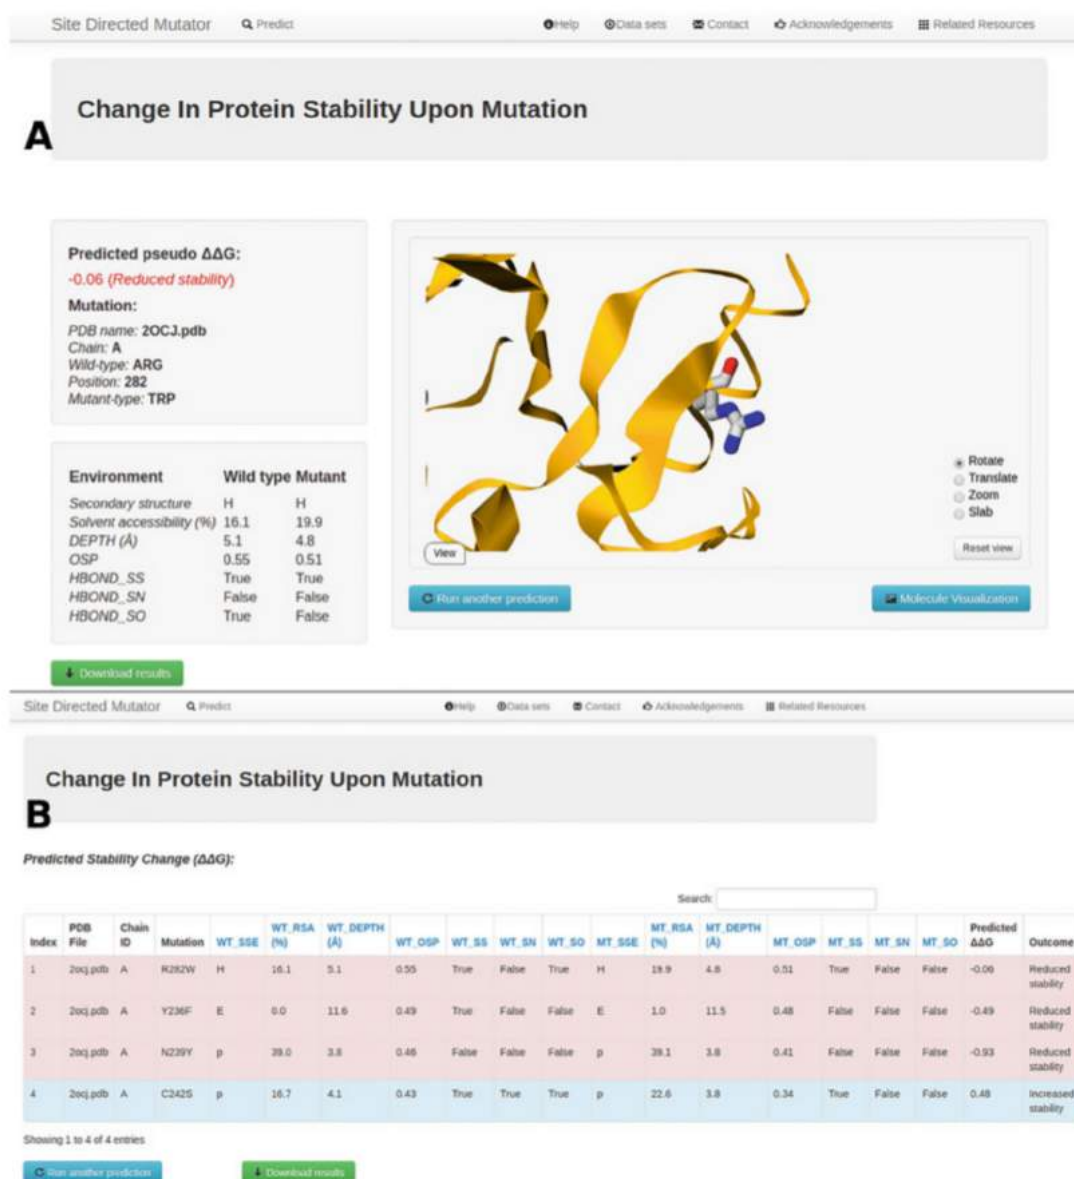 Site Directed Mutator Predict Help Data sets Contact Acknowledgements Related Resources
Change In Protein Stability Upon Mutation
A
Predicted pseudo ΔΔG:
-0.06 (Reduced stability)
Mutation:
PDB name: 2OCJ.pdb
Chain: A
Wild-type: ARG
Position: 282
Mutant-type: TRP
Environment Wild type Mutant
Secondary structure H H
Solvent accessibility (%) 16.1 19.9
DEPTH (Å) 5.1 4.8
OSP 0.55 0.51
HBOND_SS True True
HBOND_SN False False
HBOND_SO True False
Rotate
Translate
Zoom
Slab
View
Reset view
Run another prediction
Molecule Visualization
Download results
Site Directed Mutator Predict Help Data sets Contact Acknowledgements Related Resources
Change In Protein Stability Upon Mutation
B
Predicted Stability Change (ΔΔG):
Search:
Index PDB File Chain ID Mutation WT_SSE WT_RSA (%) WT_DEPTH (Å) WT_OSP WT_SS WT_SN WT_SO MT_SSE MT_RSA (%) MT_DEPTH (Å) MT_OSP MT_SS MT_SN MT_SO Predicted ΔΔG Outcome
1 2ocj.pdb A R282W H 16.1 5.1 0.55 True False True H 19.9 4.8 0.51 True False False -0.06 Reduced stability
2 2ocj.pdb A Y236F E 0.0 11.6 0.49 True False False E 1.0 11.5 0.48 False False False -0.49 Reduced stability
3 2ocj.pdb A N239Y p 39.0 3.8 0.46 False False False p 39.1 3.8 0.41 False False False -0.93 Reduced stability
4 2ocj.pdb A C242S p 16.7 4.1 0.43 True True True p 22.6 3.8 0.34 True False False 0.48 Increased stability
Showing 1 to 4 of 4 entries
Run another prediction
Download results